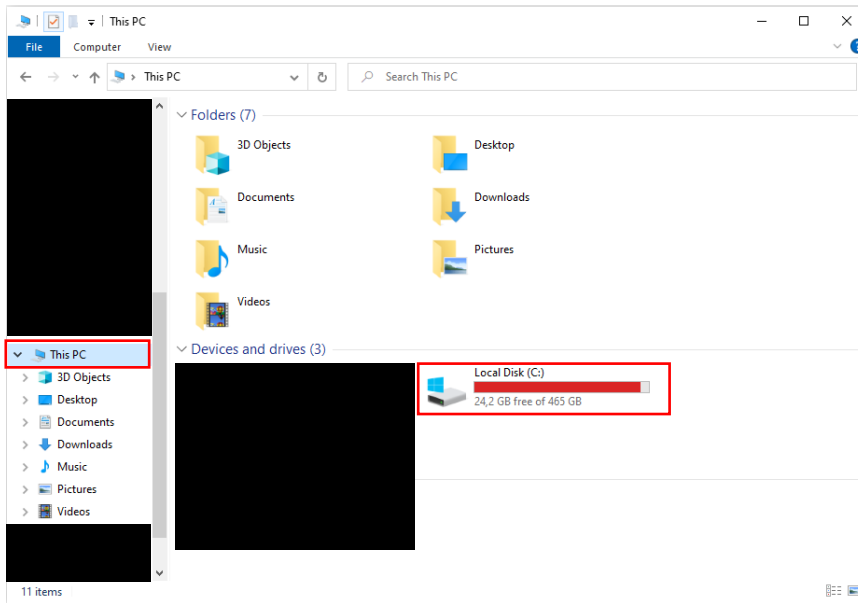 This PC
File Computer View
This PC
Search This PC
Folders (7)
3D Objects
Desktop
Documents
Downloads
Music
Pictures
Videos
Devices and drives (3)
Local Disk (C:)
24,2 GB free of 465 GB
This PC
3D Objects
Desktop
Documents
Downloads
Music
Pictures
Videos
11 items